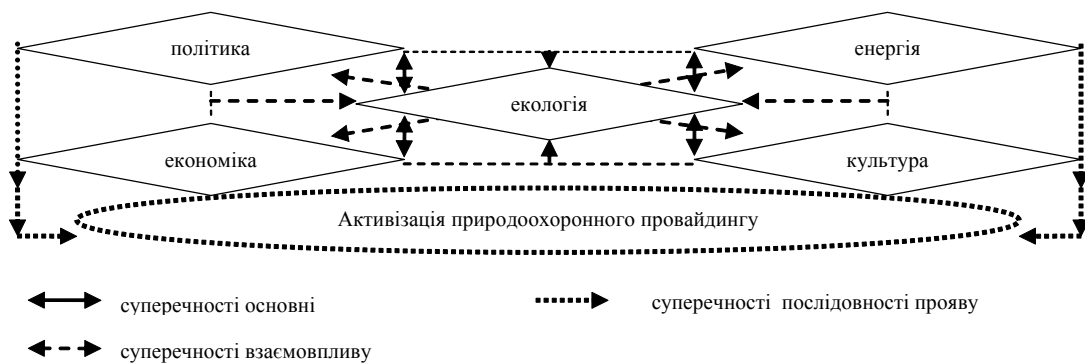 політика
енергія
екологія
економіка
культура
Активізація природоохоронного провайдингу
суперечності основні
суперечності послідовності прояву
суперечності взаємовпливу